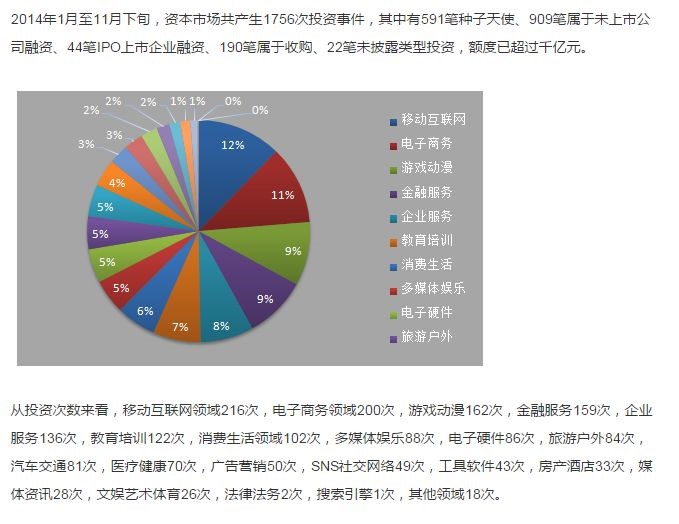 2014年1月至11月下旬，资本市场共产生1756次投资事件，其中有591笔种子天使、909笔属于未上市公
司融资、44笔IPO上市企业融资、190笔属于收购、22笔未披露类型投资，额度已超过千亿元。
2%
2%
2%
1%
1%
0%
0%
3%
3%
4%
5%
5%
5%
5%
6%
7%
8%
9%
9%
11%
12%
移动互联网
电子商务
游戏动漫
金融服务
企业服务
教育培训
消费生活
多媒体娱乐
电子硬件
旅游户外
从投资次数来看，移动互联网领域216次，电子商务领域200次，游戏动漫162次，金融服务159次，企业
服务136次，教育培训122次，消费生活领域102次，多媒体娱乐88次，电子硬件86次，旅游户外84次，
汽车交通81次，医疗健康70次，广告营销50次，SNS社交网络49次，工具软件43次，房产酒店33次，媒
体资讯28次，文娱艺术体育26次，法律法务2次，搜索引擎1次，其他领域18次。